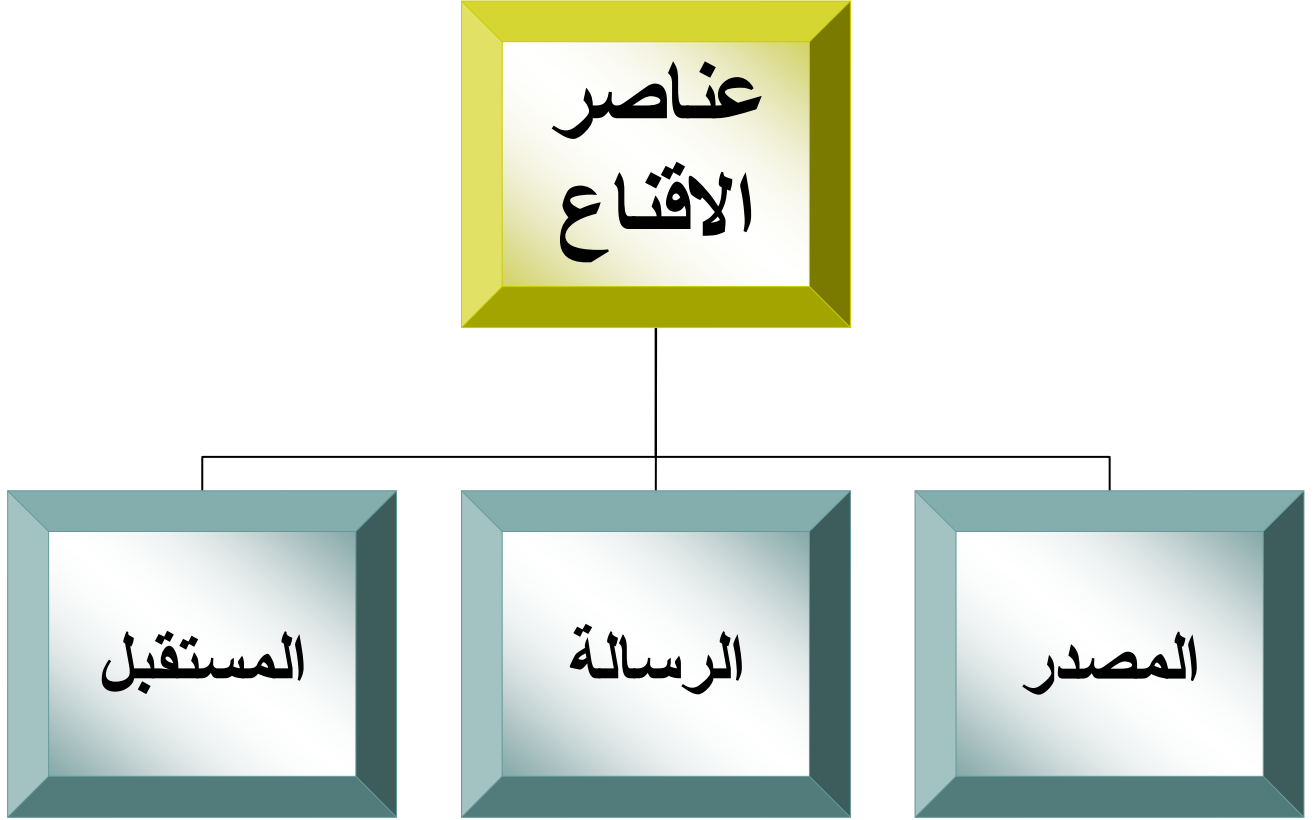 عناصر
الاقناع
المصدر
الرسالة
المستقبل